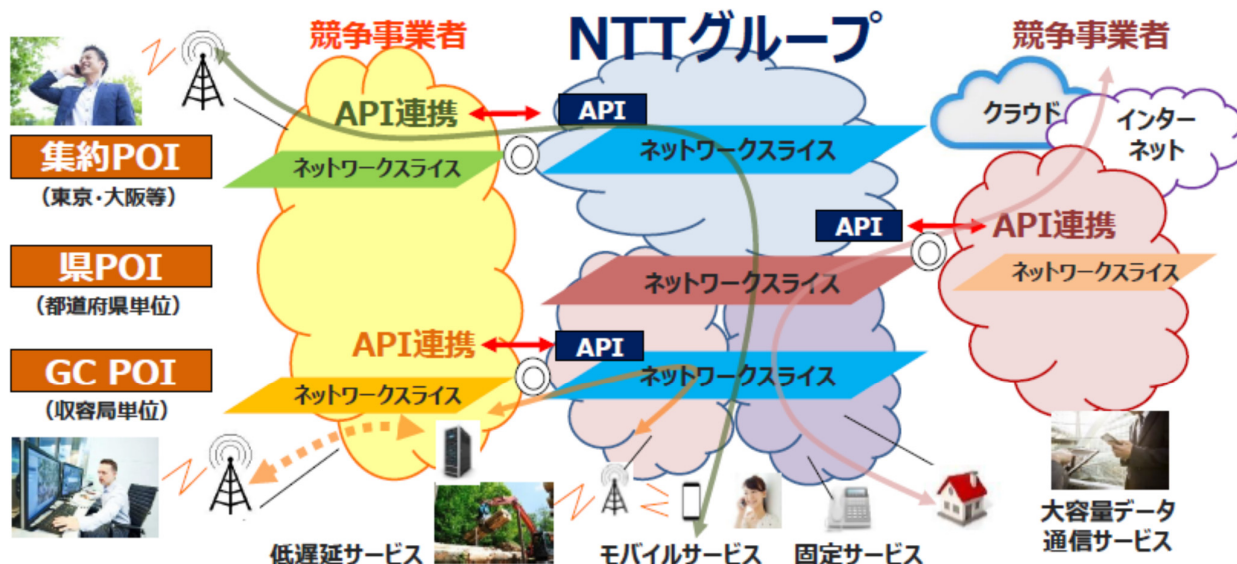 競争事業者
NTTグループ
競争事業者
API連携
API
クラウド
インター
ネット
集約POI
(東京・大阪等)
ネットワークスライス
ネットワークスライス
API
API連携
県POI
(都道府県単位)
ネットワークスライス
ネットワークスライス
API連携
API
GC POI
(収容局単位)
ネットワークスライス
ネットワークスライス
低遅延サービス
モバイルサービス
固定サービス
大容量データ
通信サービス